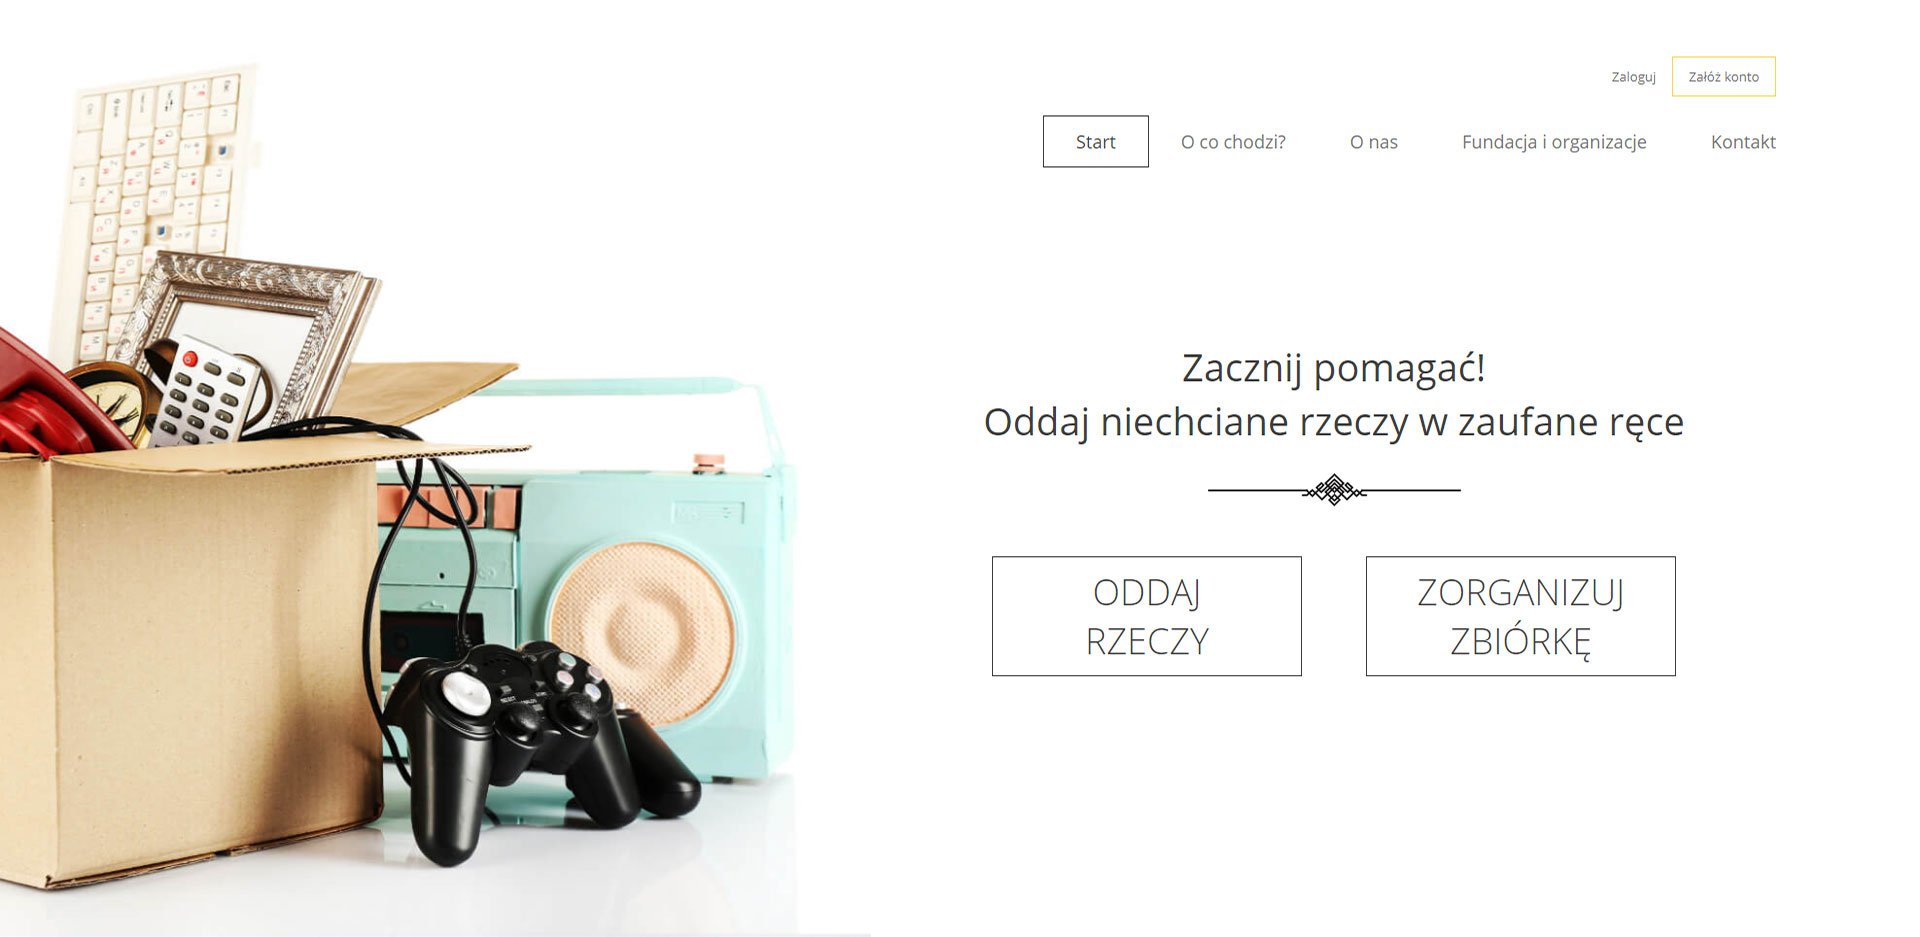 Zaloguj
Załóż konto
Start
O co chodzi?
O nas
Fundacja i organizacje
Kontakt
Zacznij pomagać!
Oddaj niechciane rzeczy w zaufane ręce
ODDAJ
RZECZY
ZORGANIZUJ
ZBIÓRKĘ